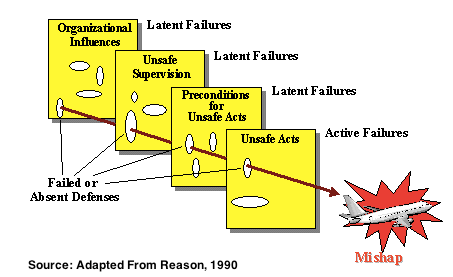 Organizational
Influences
Latent Failures
Unsafe
Supervision
Latent Failures
Preconditions
for
Unsafe Acts
Latent Failures
Unsafe Acts
Active Failures
Failed or
Absent Defenses
Mishap
Source: Adapted From Reason, 1990